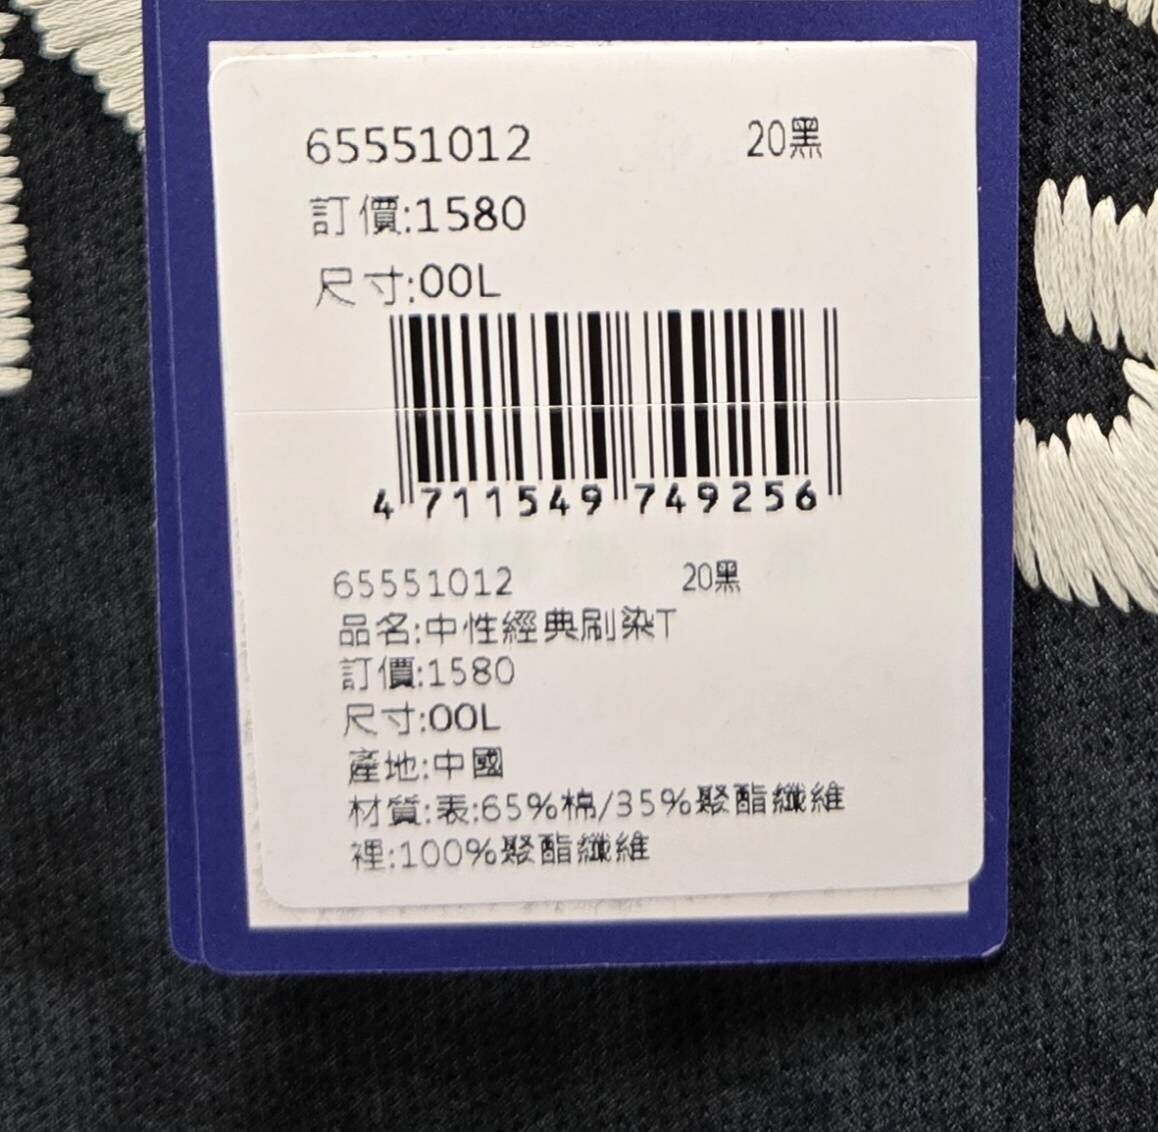 65551012 20黑
訂價:1580
尺寸:00L
4 711549 749256
65551012 20黑
品名:中性經典刷染T
訂價:1580
尺寸:00L
產地:中國
材質:表:65%棉/35%聚酯纖維
裡:100%聚酯纖維